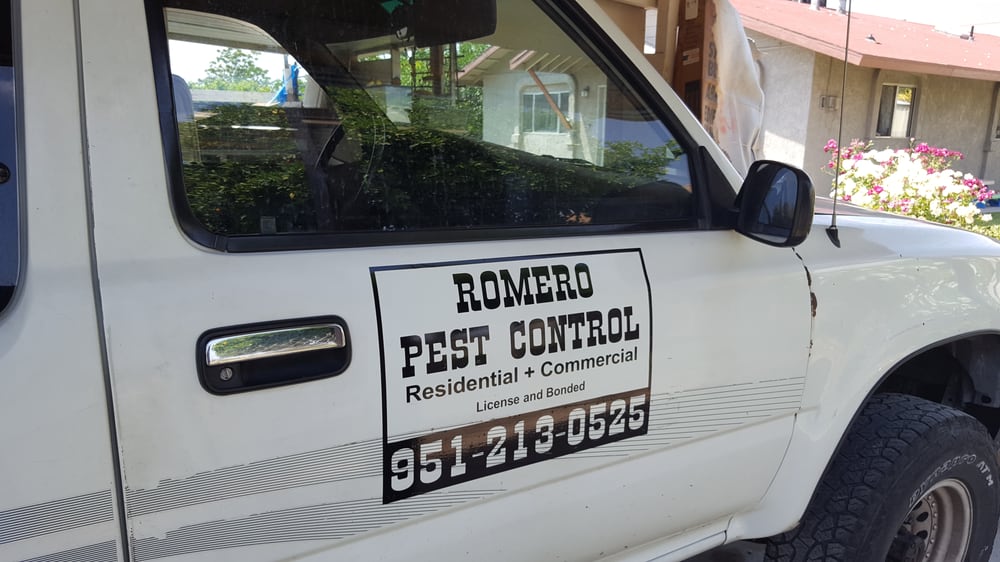 ROMERO
PEST CONTROL
Residential + Commercial
License and Bonded
951-213-0525